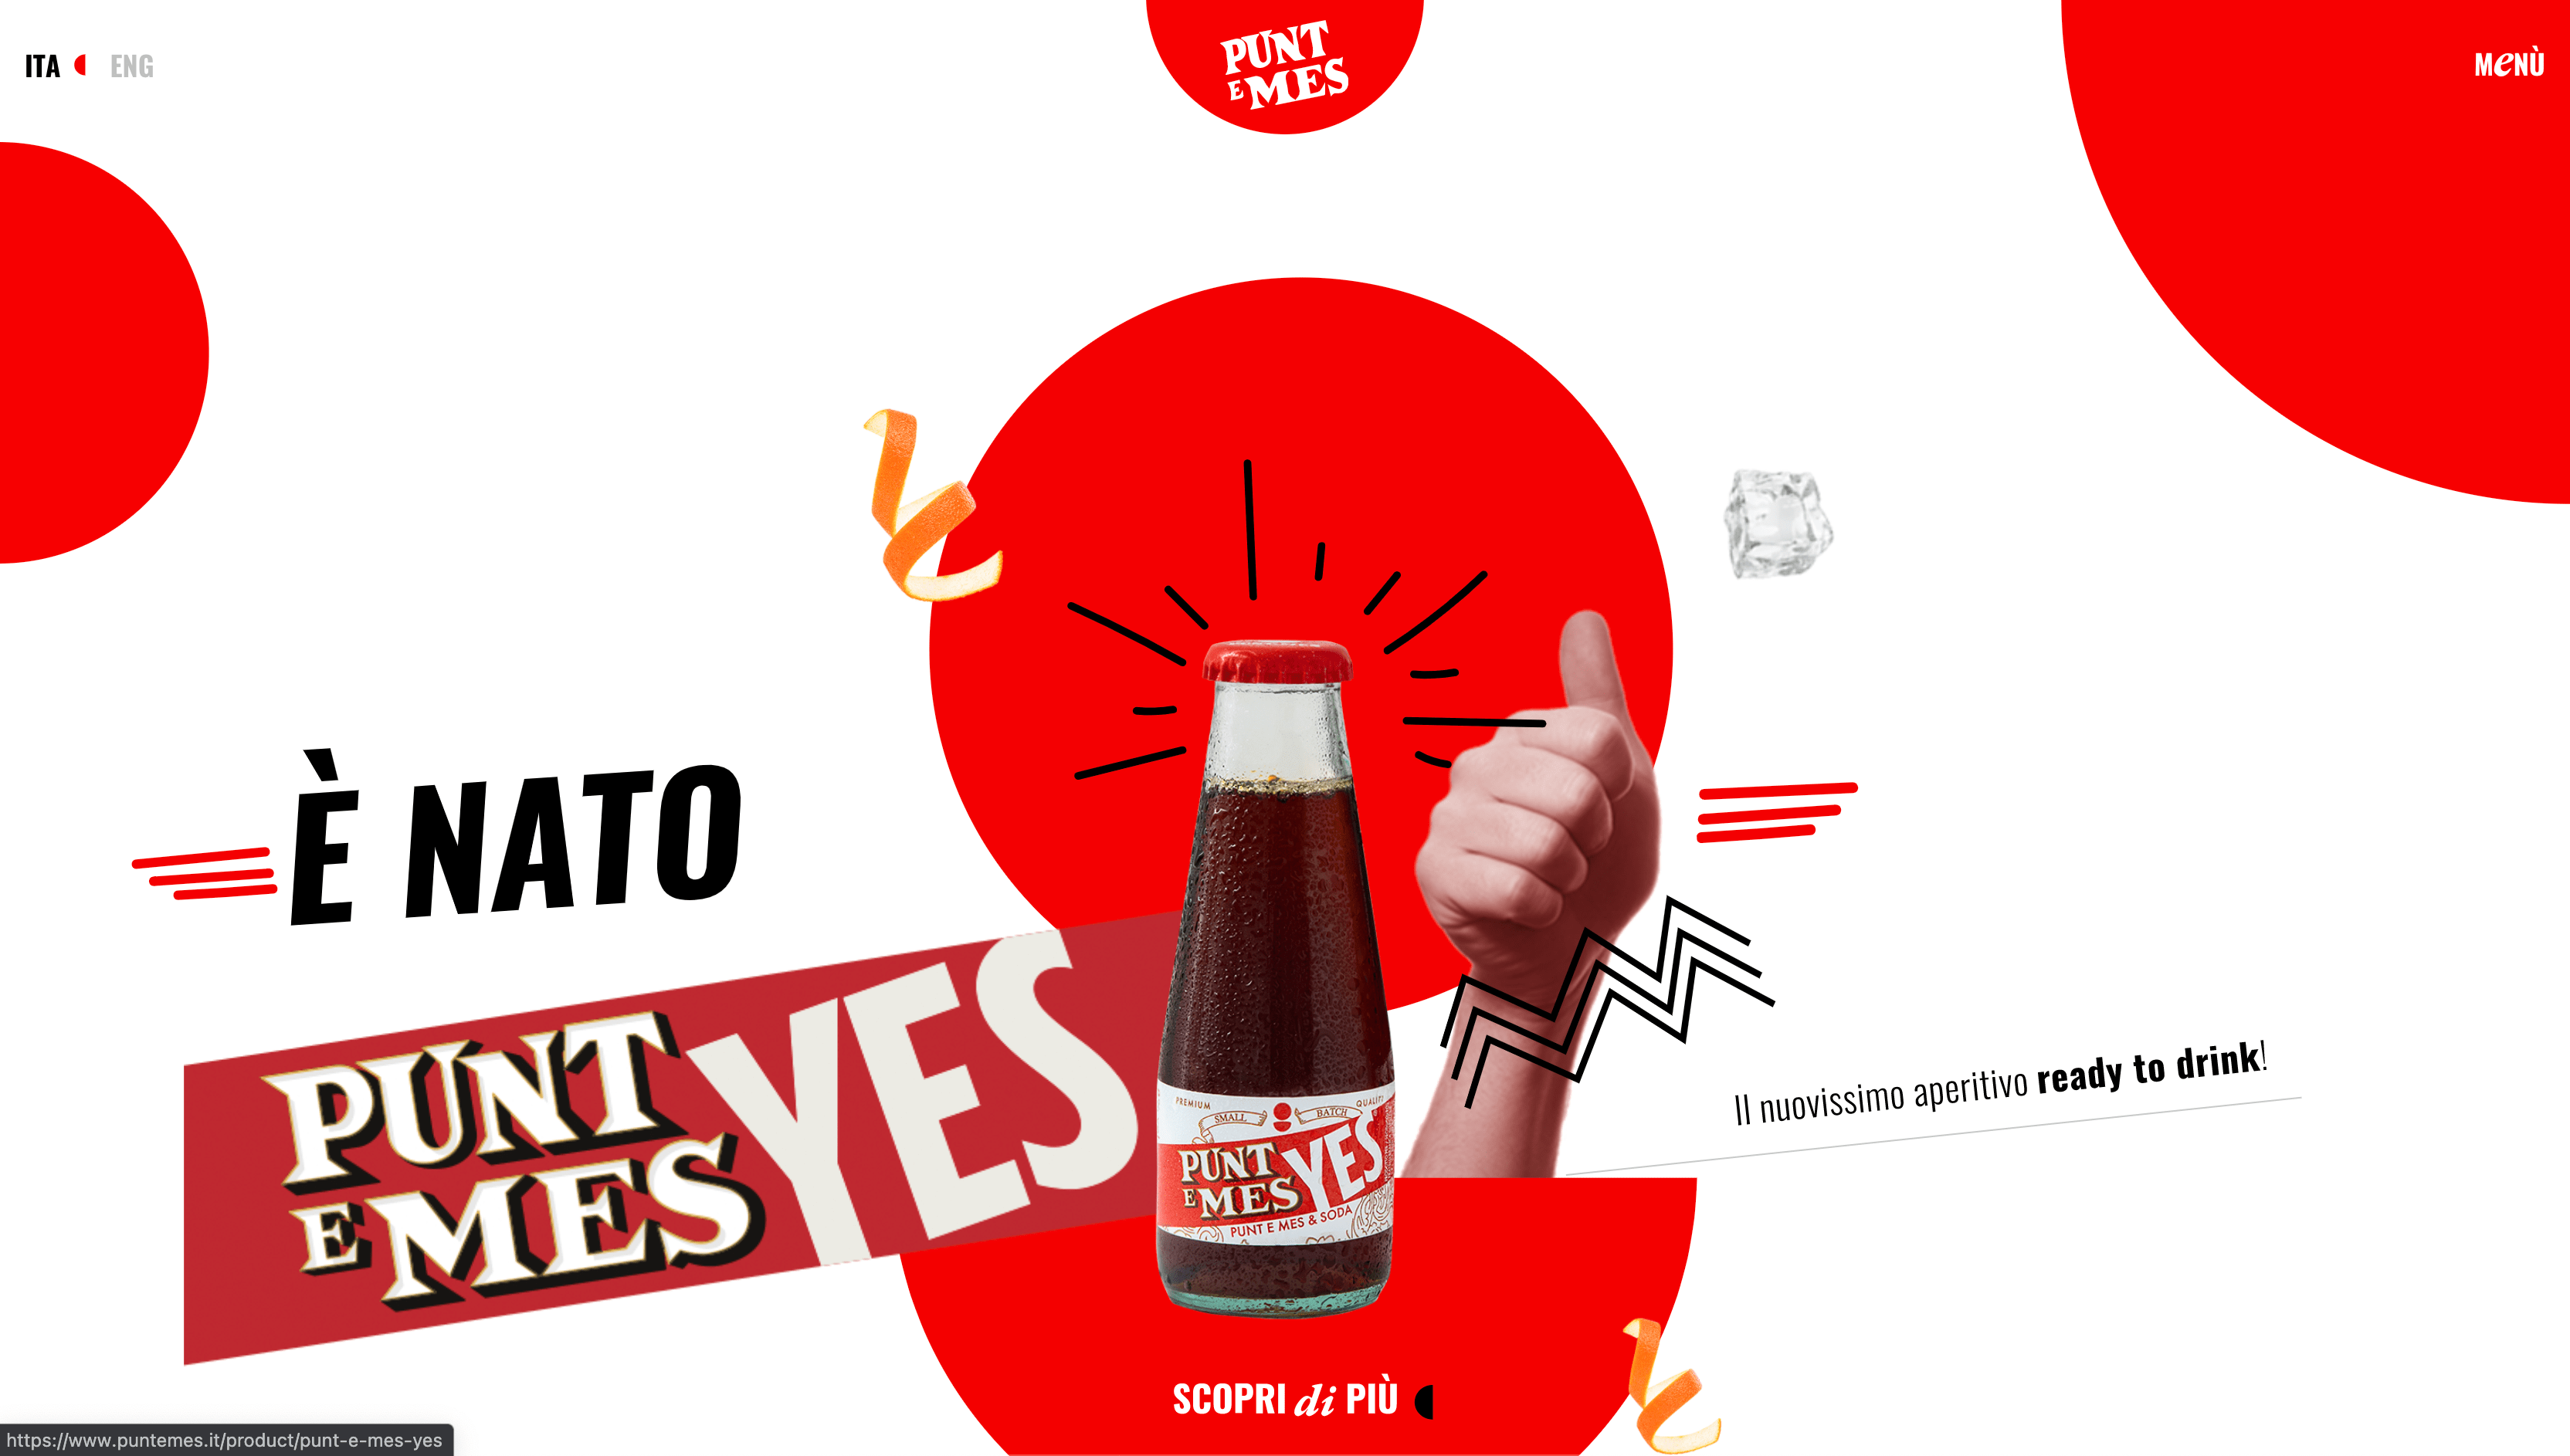 ITA ENG
PUNT
E MES
MeNÙ
È NATO
PUNT
E MES YES
PREMIUM QUALITY
SMALL BATCH
PUNT
E MES YES
PUNT E MES & SODA
Il nuovissimo aperitivo ready to drink!
SCOPRI di PIÙ
https://www.puntemes.it/product/punt-e-mes-yes